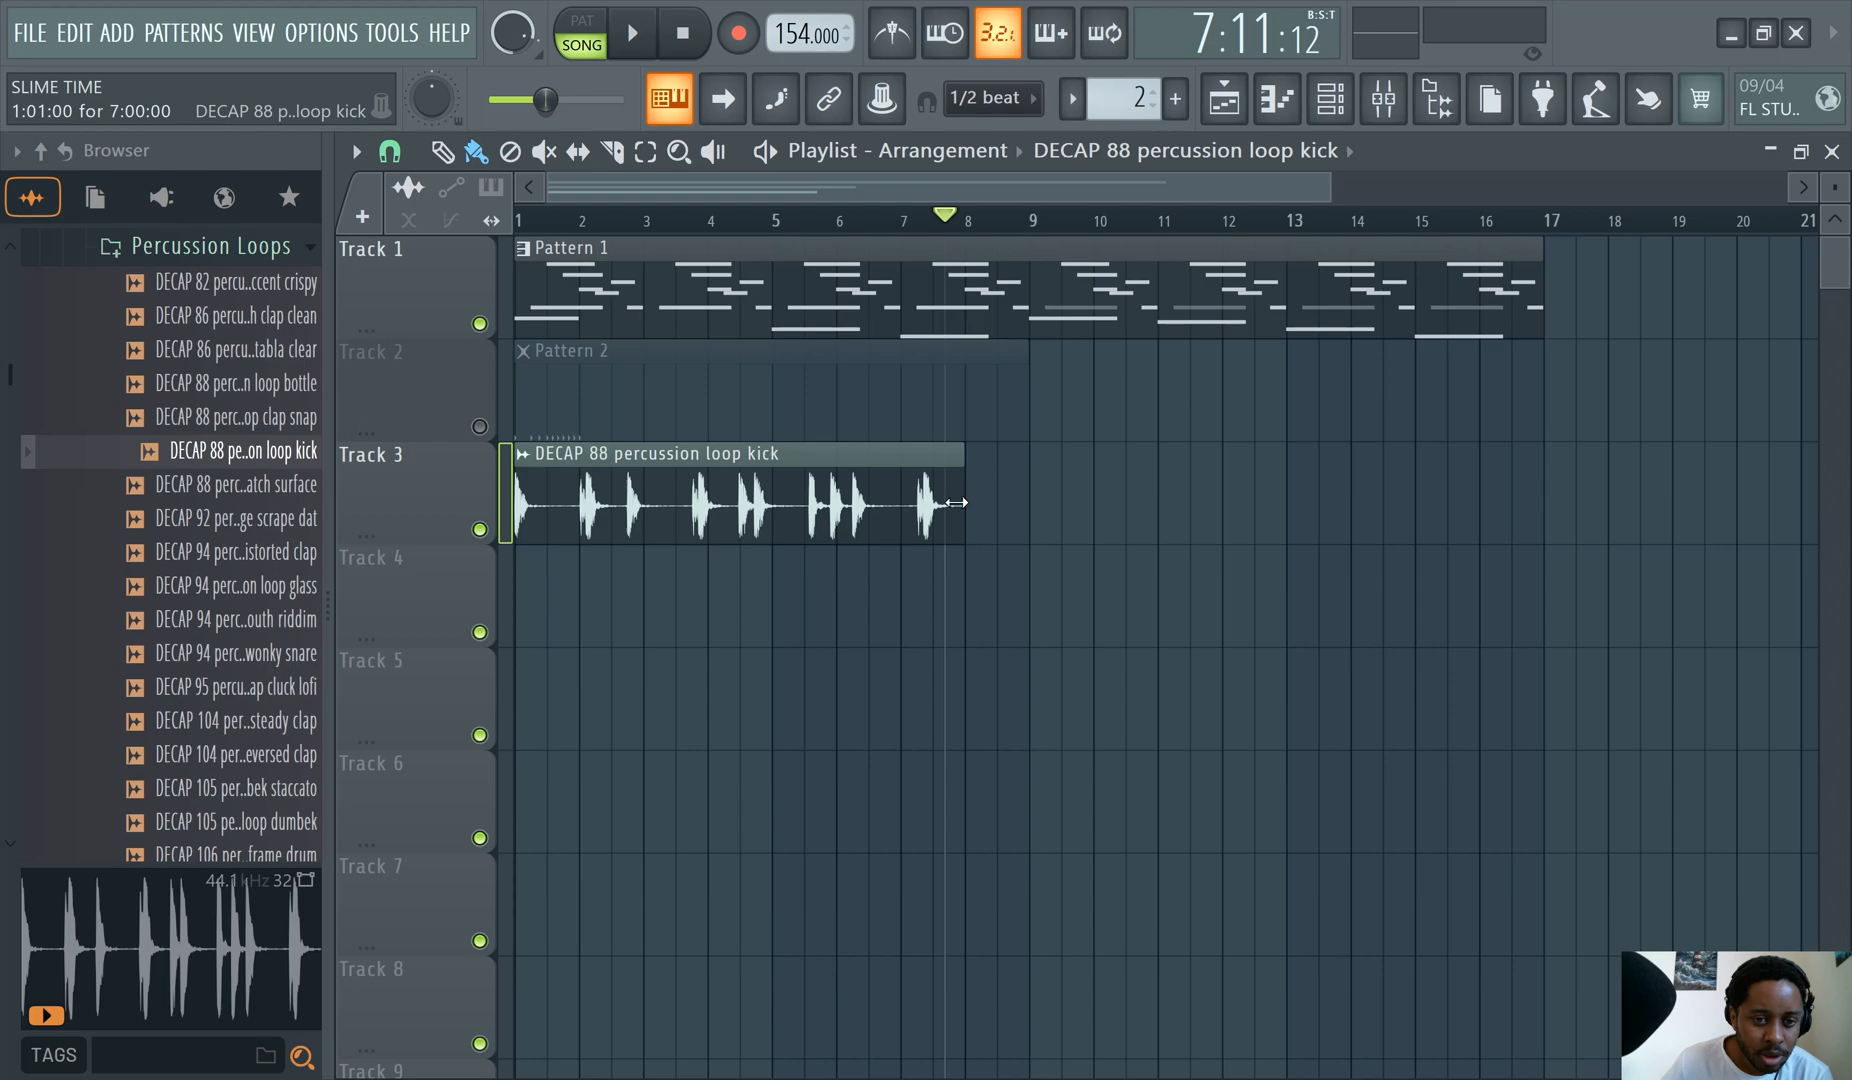 FILE EDIT ADD PATTERNS VIEW OPTIONS TOOLS HELP
PAT
SONG
154.000
3.2.
7:11:12
B:S:T
SLIME TIME
1:01:00 for 7:00:00
DECAP 88 p..loop kick
1/2 beat
2
09/04
FL STU..
Browser
Playlist - Arrangement
DECAP 88 percussion loop kick
Percussion Loops
DECAP 82 percu..ccent crispy
DECAP 86 percu..h clap clean
DECAP 86 percu..tabla clear
DECAP 88 perc..n loop bottle
DECAP 88 perc..op clap snap
DECAP 88 pe..on loop kick
DECAP 88 perc..atch surface
DECAP 92 per..ge scrape dat
DECAP 94 perc..istorted clap
DECAP 94 perc..on loop glass
DECAP 94 perc..outh riddim
DECAP 94 perc..wonky snare
DECAP 95 percu..ap cluck lofi
DECAP 104 per..steady clap
DECAP 104 per..eversed clap
DECAP 105 per..bek staccato
DECAP 105 pe..loop dumbek
DECAP 106 per..frame drum
44.1kHz 32
TAGS
1 2 3 4 5 6 7 8 9 10 11 12 13 14 15 16 17 18 19 20 21
Track 1
Pattern 1
Track 2
Pattern 2
Track 3
DECAP 88 percussion loop kick
Track 4
Track 5
Track 6
Track 7
Track 8
Track 9